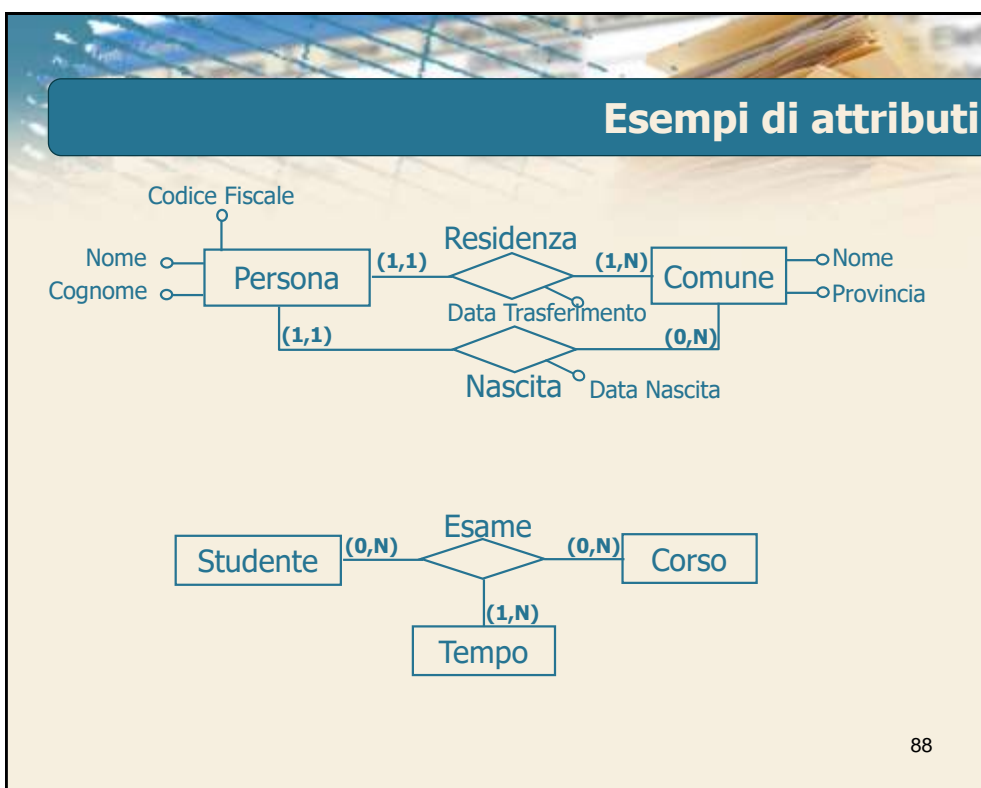 Esempi di attributi
Codice Fiscale
Residenza
Nome
(1,1)
(1,N)
Nome
Persona
Comune
Cognome
Provincia
Data Trasferimento
(1,1)
(0,N)
Nascita
Data Nascita
Esame
(0,N)
(0,N)
Studente
Corso
(1,N)
Tempo
88